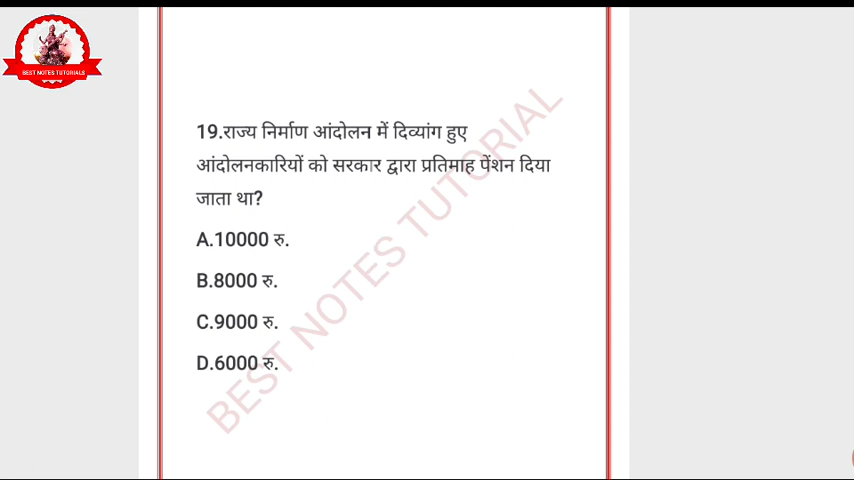 BEST NOTES TUTORIALS
19.राज्य निर्माण आंदोलन में दिव्यांग हुए
आंदोलनकारियों को सरकार द्वारा प्रतिमाह पेंशन दिया
जाता था?
A.10000 रु.
B.8000 रु.
C.9000 रु.
D.6000 रु.
BEST NOTES TUTORIAL